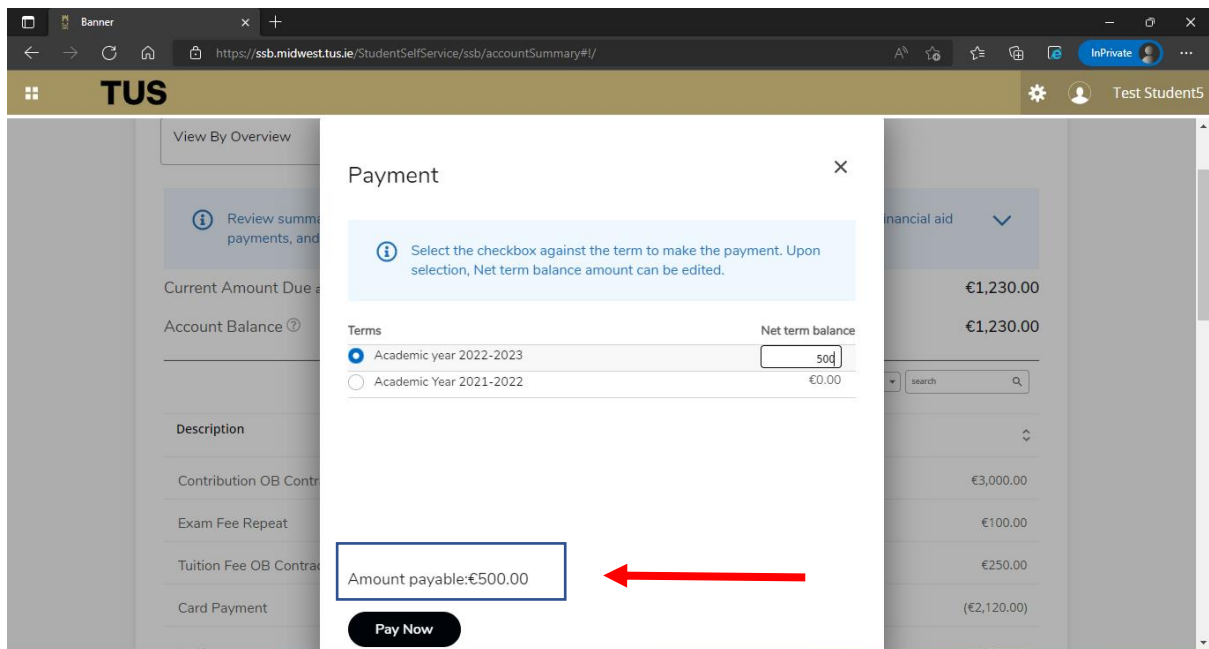 Banner
https://ssb.midwest.tus.ie/StudentSelfService/ssb/accountSummary#!/
InPrivate
TUS
Test Student5
View By Overview
Payment
Review summa
inancial aid
payments, and
Select the checkbox against the term to make the payment. Upon
selection, Net term balance amount can be edited.
Current Amount Due
€1,230.00
Account Balance
€1,230.00
Terms
Net term balance
Academic year 2022-2023
500
Academic Year 2021-2022
€0.00
search
Description
Contribution OB Contr
€3,000.00
Exam Fee Repeat
€100.00
Tuition Fee OB Contrac
€250.00
Amount payable:€500.00
Card Payment
(€2,120.00)
Pay Now